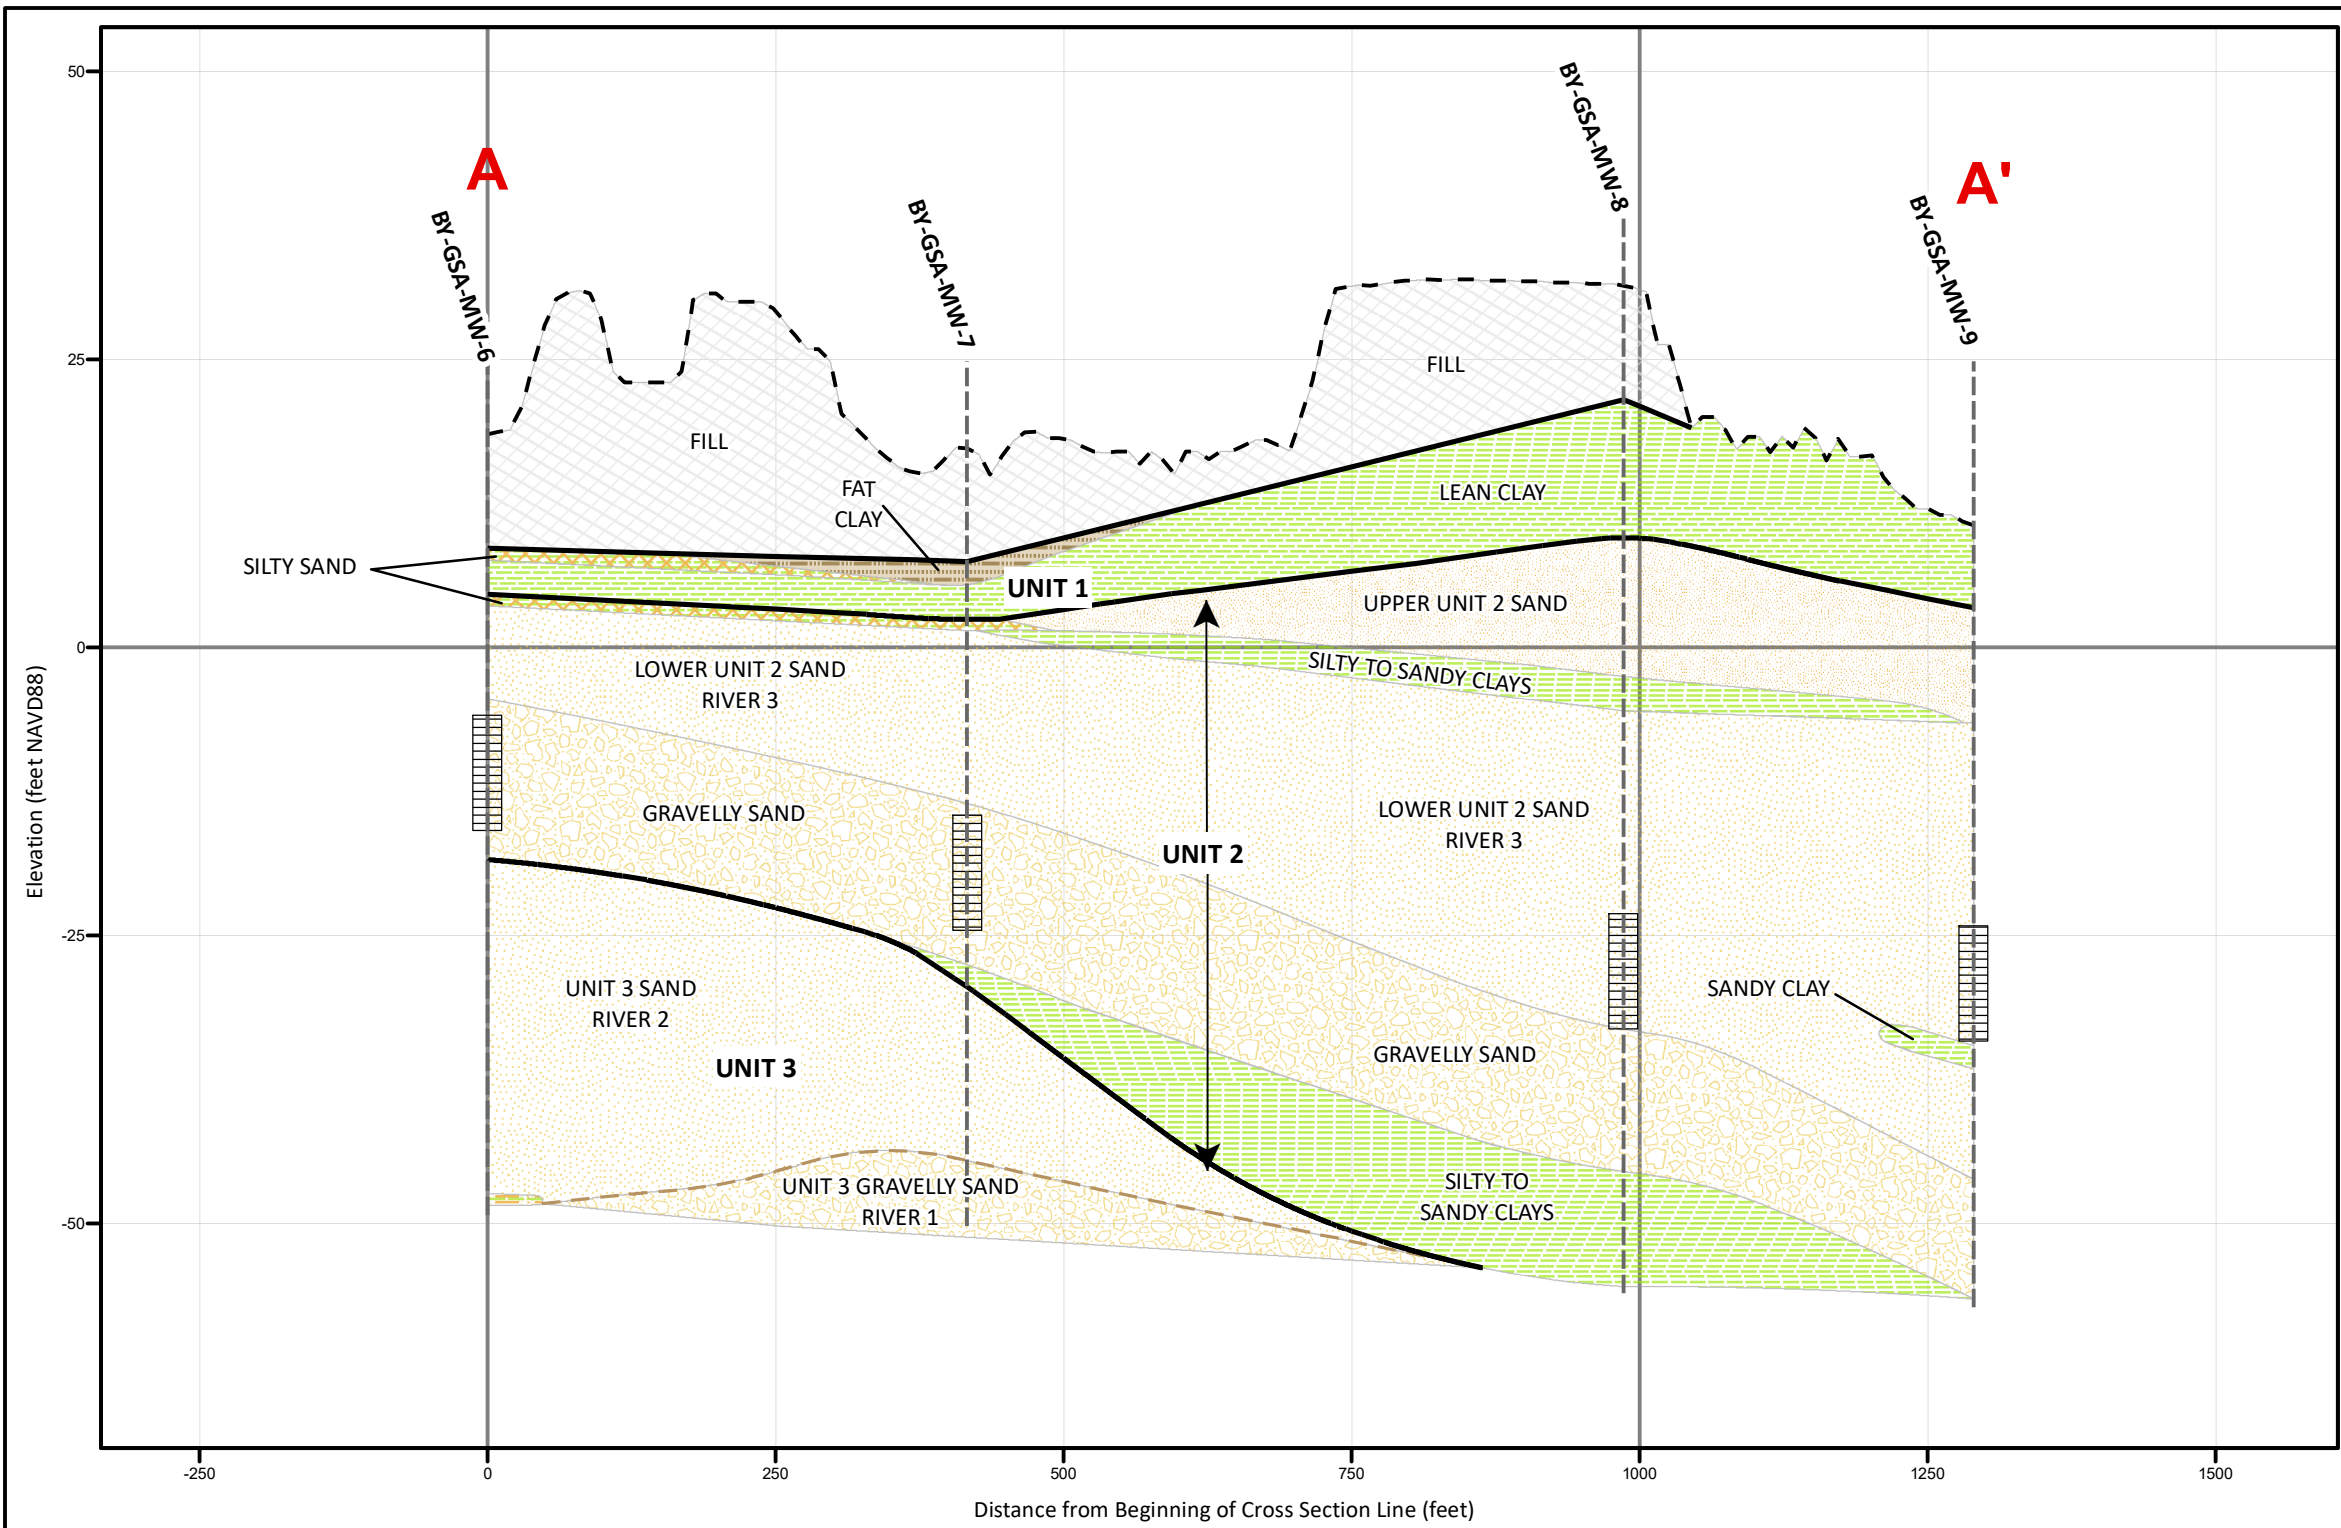 A
A'
BY-GSA-MW-6
BY-GSA-MW-7
BY-GSA-MW-8
BY-GSA-MW-9
50
25
0
-25
-50
Elevation (feet NAVD88)
FILL
FILL
FAT
CLAY
LEAN CLAY
SILTY SAND
UNIT 1
UPPER UNIT 2 SAND
LOWER UNIT 2 SAND
RIVER 3
SILTY TO SANDY CLAYS
GRAVELLY SAND
LOWER UNIT 2 SAND
RIVER 3
UNIT 2
UNIT 3 SAND
RIVER 2
SANDY CLAY
UNIT 3
GRAVELLY SAND
UNIT 3 GRAVELLY SAND
RIVER 1
SILTY TO
SANDY CLAYS
-250
0
250
500
750
1000
1250
1500
Distance from Beginning of Cross Section Line (feet)